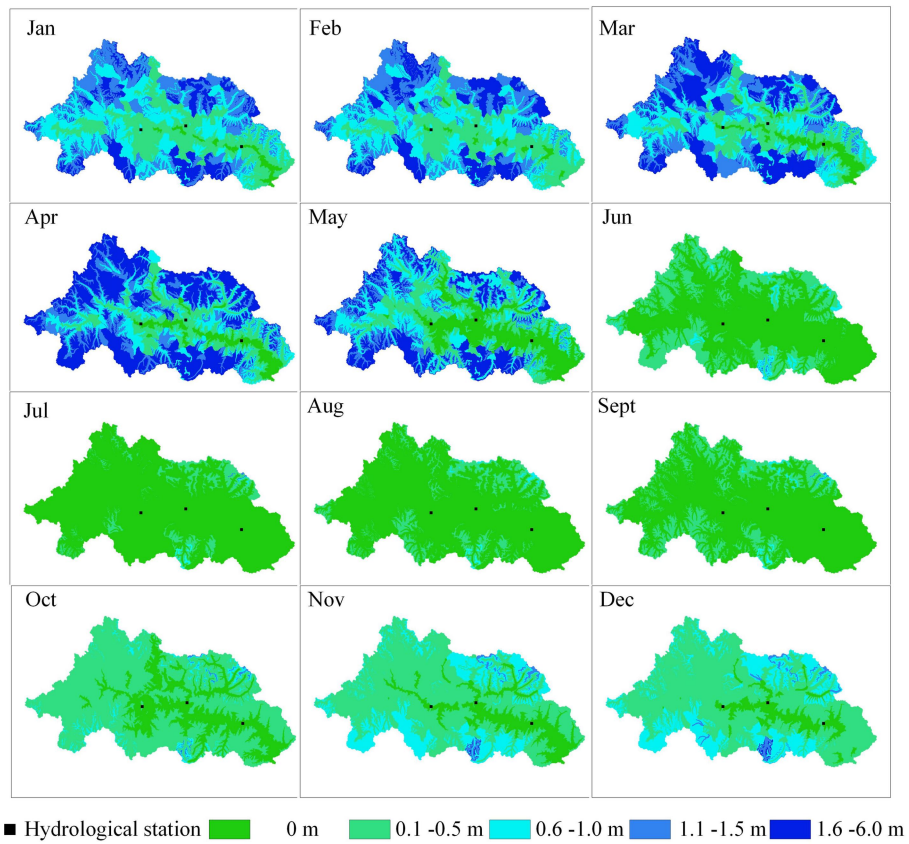 Jan Feb Mar
Apr May Jun
Jul Aug Sept
Oct Nov Dec
Hydrological station 0 m 0.1 -0.5 m 0.6 -1.0 m 1.1 -1.5 m 1.6 -6.0 m